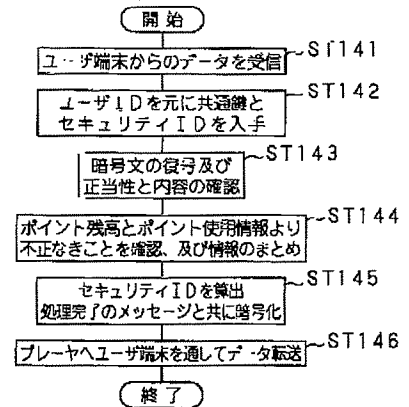 開始
ユーザ端末からのデータを受信
ST141
ユーザIDを元に共通鍵と
セキュリティIDを入手
ST142
暗号文の復号及び
正当性と内容の確認
ST143
ポイント残高とポイント使用情報より
不正なきことを確認、及び情報のまとめ
ST144
セキュリティIDを算出
処理完了のメッセージと共に暗号化
ST145
プレーヤへユーザ端末を通してデータ転送
ST146
終了